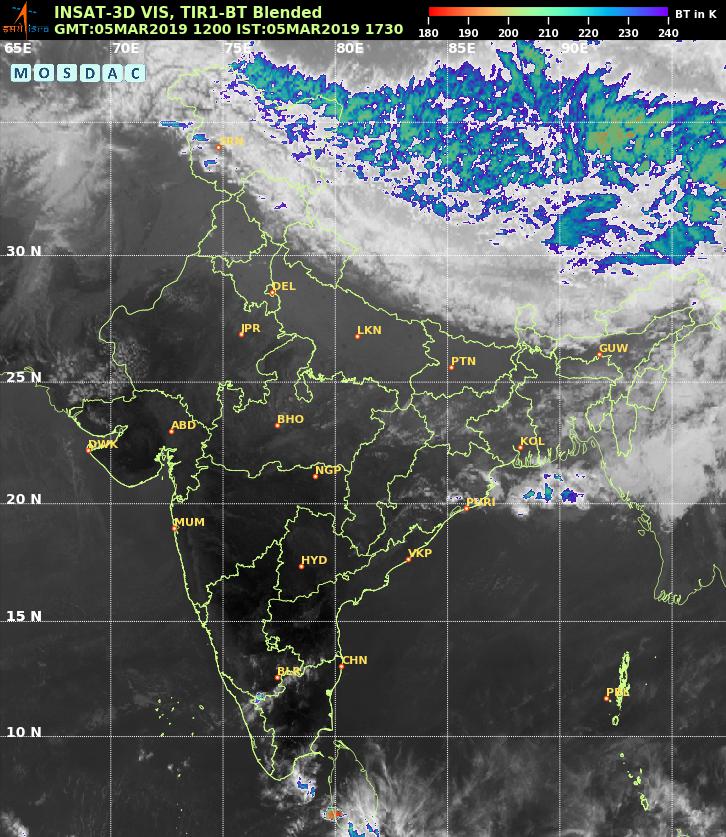 INSAT-3D VIS, TIR1-BT Blended
GMT:05MAR2019 1200 IST:05MAR2019 1730
BT in K
180 190 200 210 220 230 240
65E 70E 75E 80E 85E 90E
MOSDAC
SRN
30 N
DEL
JPR
LKN
GUW
PTN
25 N
ABD
BHO
DWK
KOL
NGP
20 N
PURI
MUM
VKP
HYD
15 N
BLR
CHN
10 N